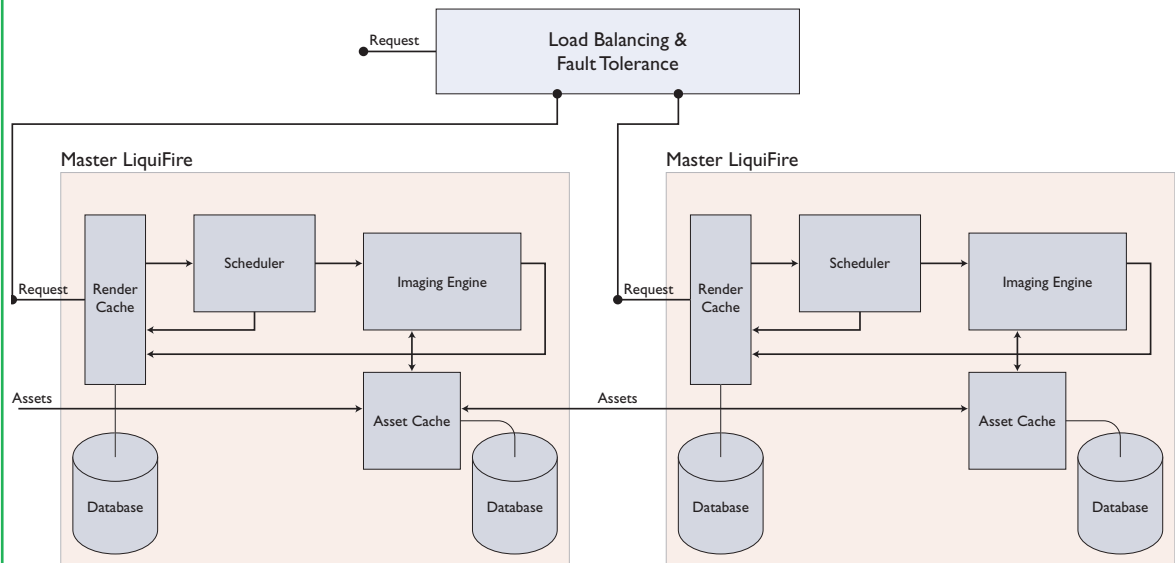 Request
Load Balancing &
Fault Tolerance
Master LiquiFire
Master LiquiFire
Scheduler
Imaging Engine
Request
Render
Cache
Assets
Asset Cache
Database
Database
Scheduler
Imaging Engine
Request
Render
Cache
Assets
Asset Cache
Database
Database